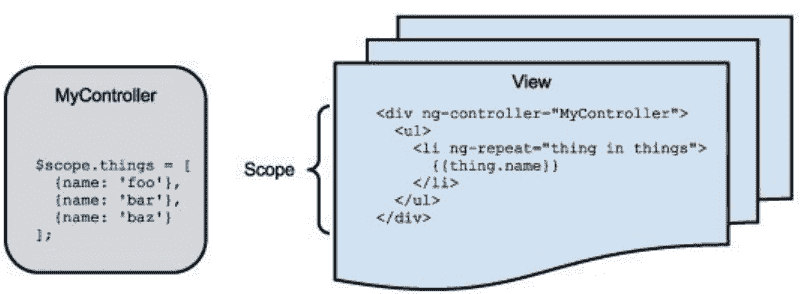 MyController
$scope.things = [
  {name: 'foo'},
  {name: 'bar'},
  {name: 'baz'}
];
Scope
View
<div ng-controller="MyController">
  <ul>
    <li ng-repeat="thing in things">
      {{thing.name}}
    </li>
  </ul>
</div>